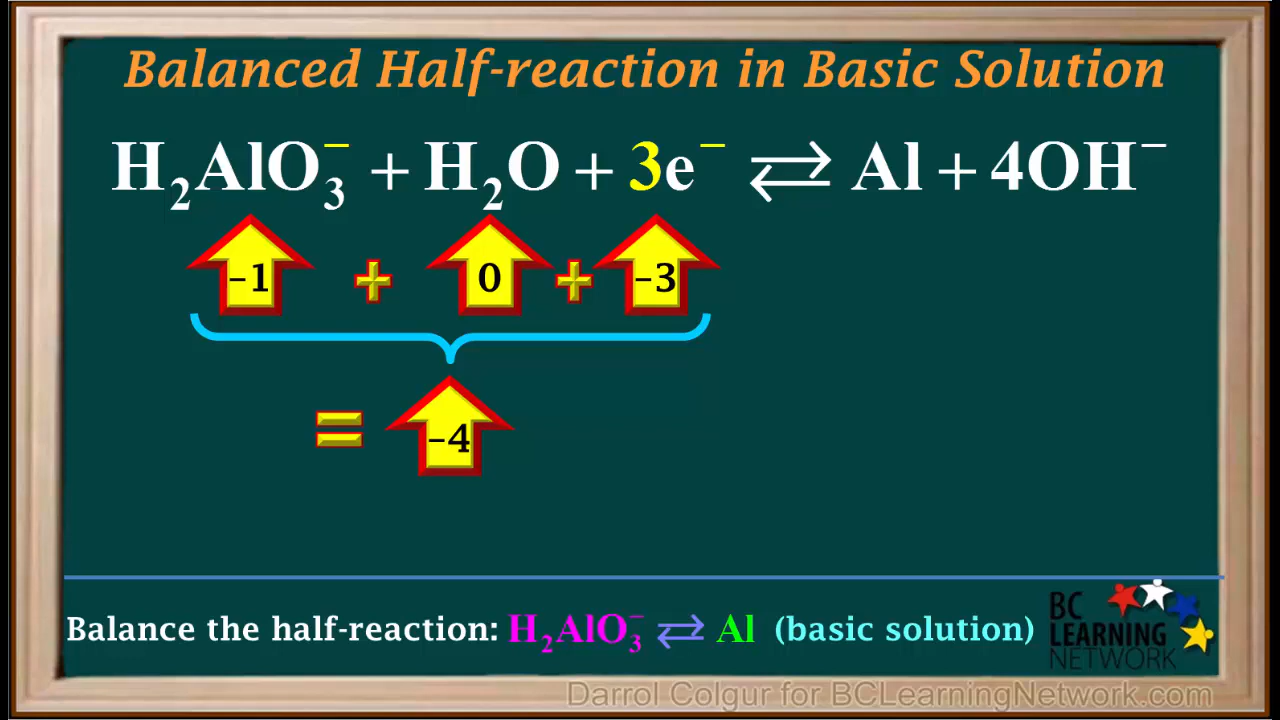 Balanced Half-reaction in Basic Solution
H₂AlO₃⁻ + H₂O + 3e⁻ ⇄ Al + 4OH⁻
–1 + 0 + –3
= –4
Balance the half-reaction: H₂AlO₃⁻ ⇄ Al (basic solution)
BC
LEARNING
NETWORK
Darrol Colgur for BCLearningNetwork.com